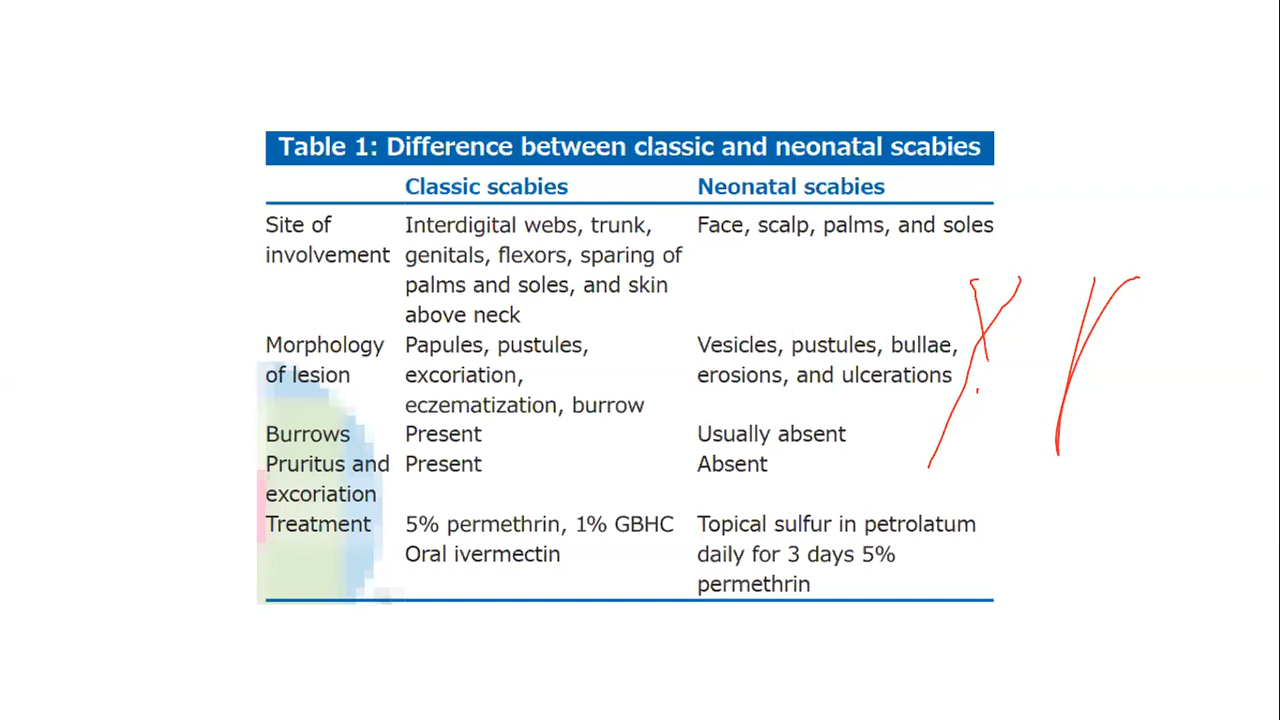 Table 1: Difference between classic and neonatal scabies
Classic scabies Neonatal scabies
Site of involvement Interdigital webs, trunk, genitals, flexors, sparing of palms and soles, and skin above neck Face, scalp, palms, and soles
Morphology of lesion Papules, pustules, excoriation, eczematization, burrow Vesicles, pustules, bullae, erosions, and ulcerations
Burrows Present Usually absent
Pruritus and excoriation Present Absent
Treatment 5% permethrin, 1% GBHC Oral ivermectin Topical sulfur in petrolatum daily for 3 days 5% permethrin